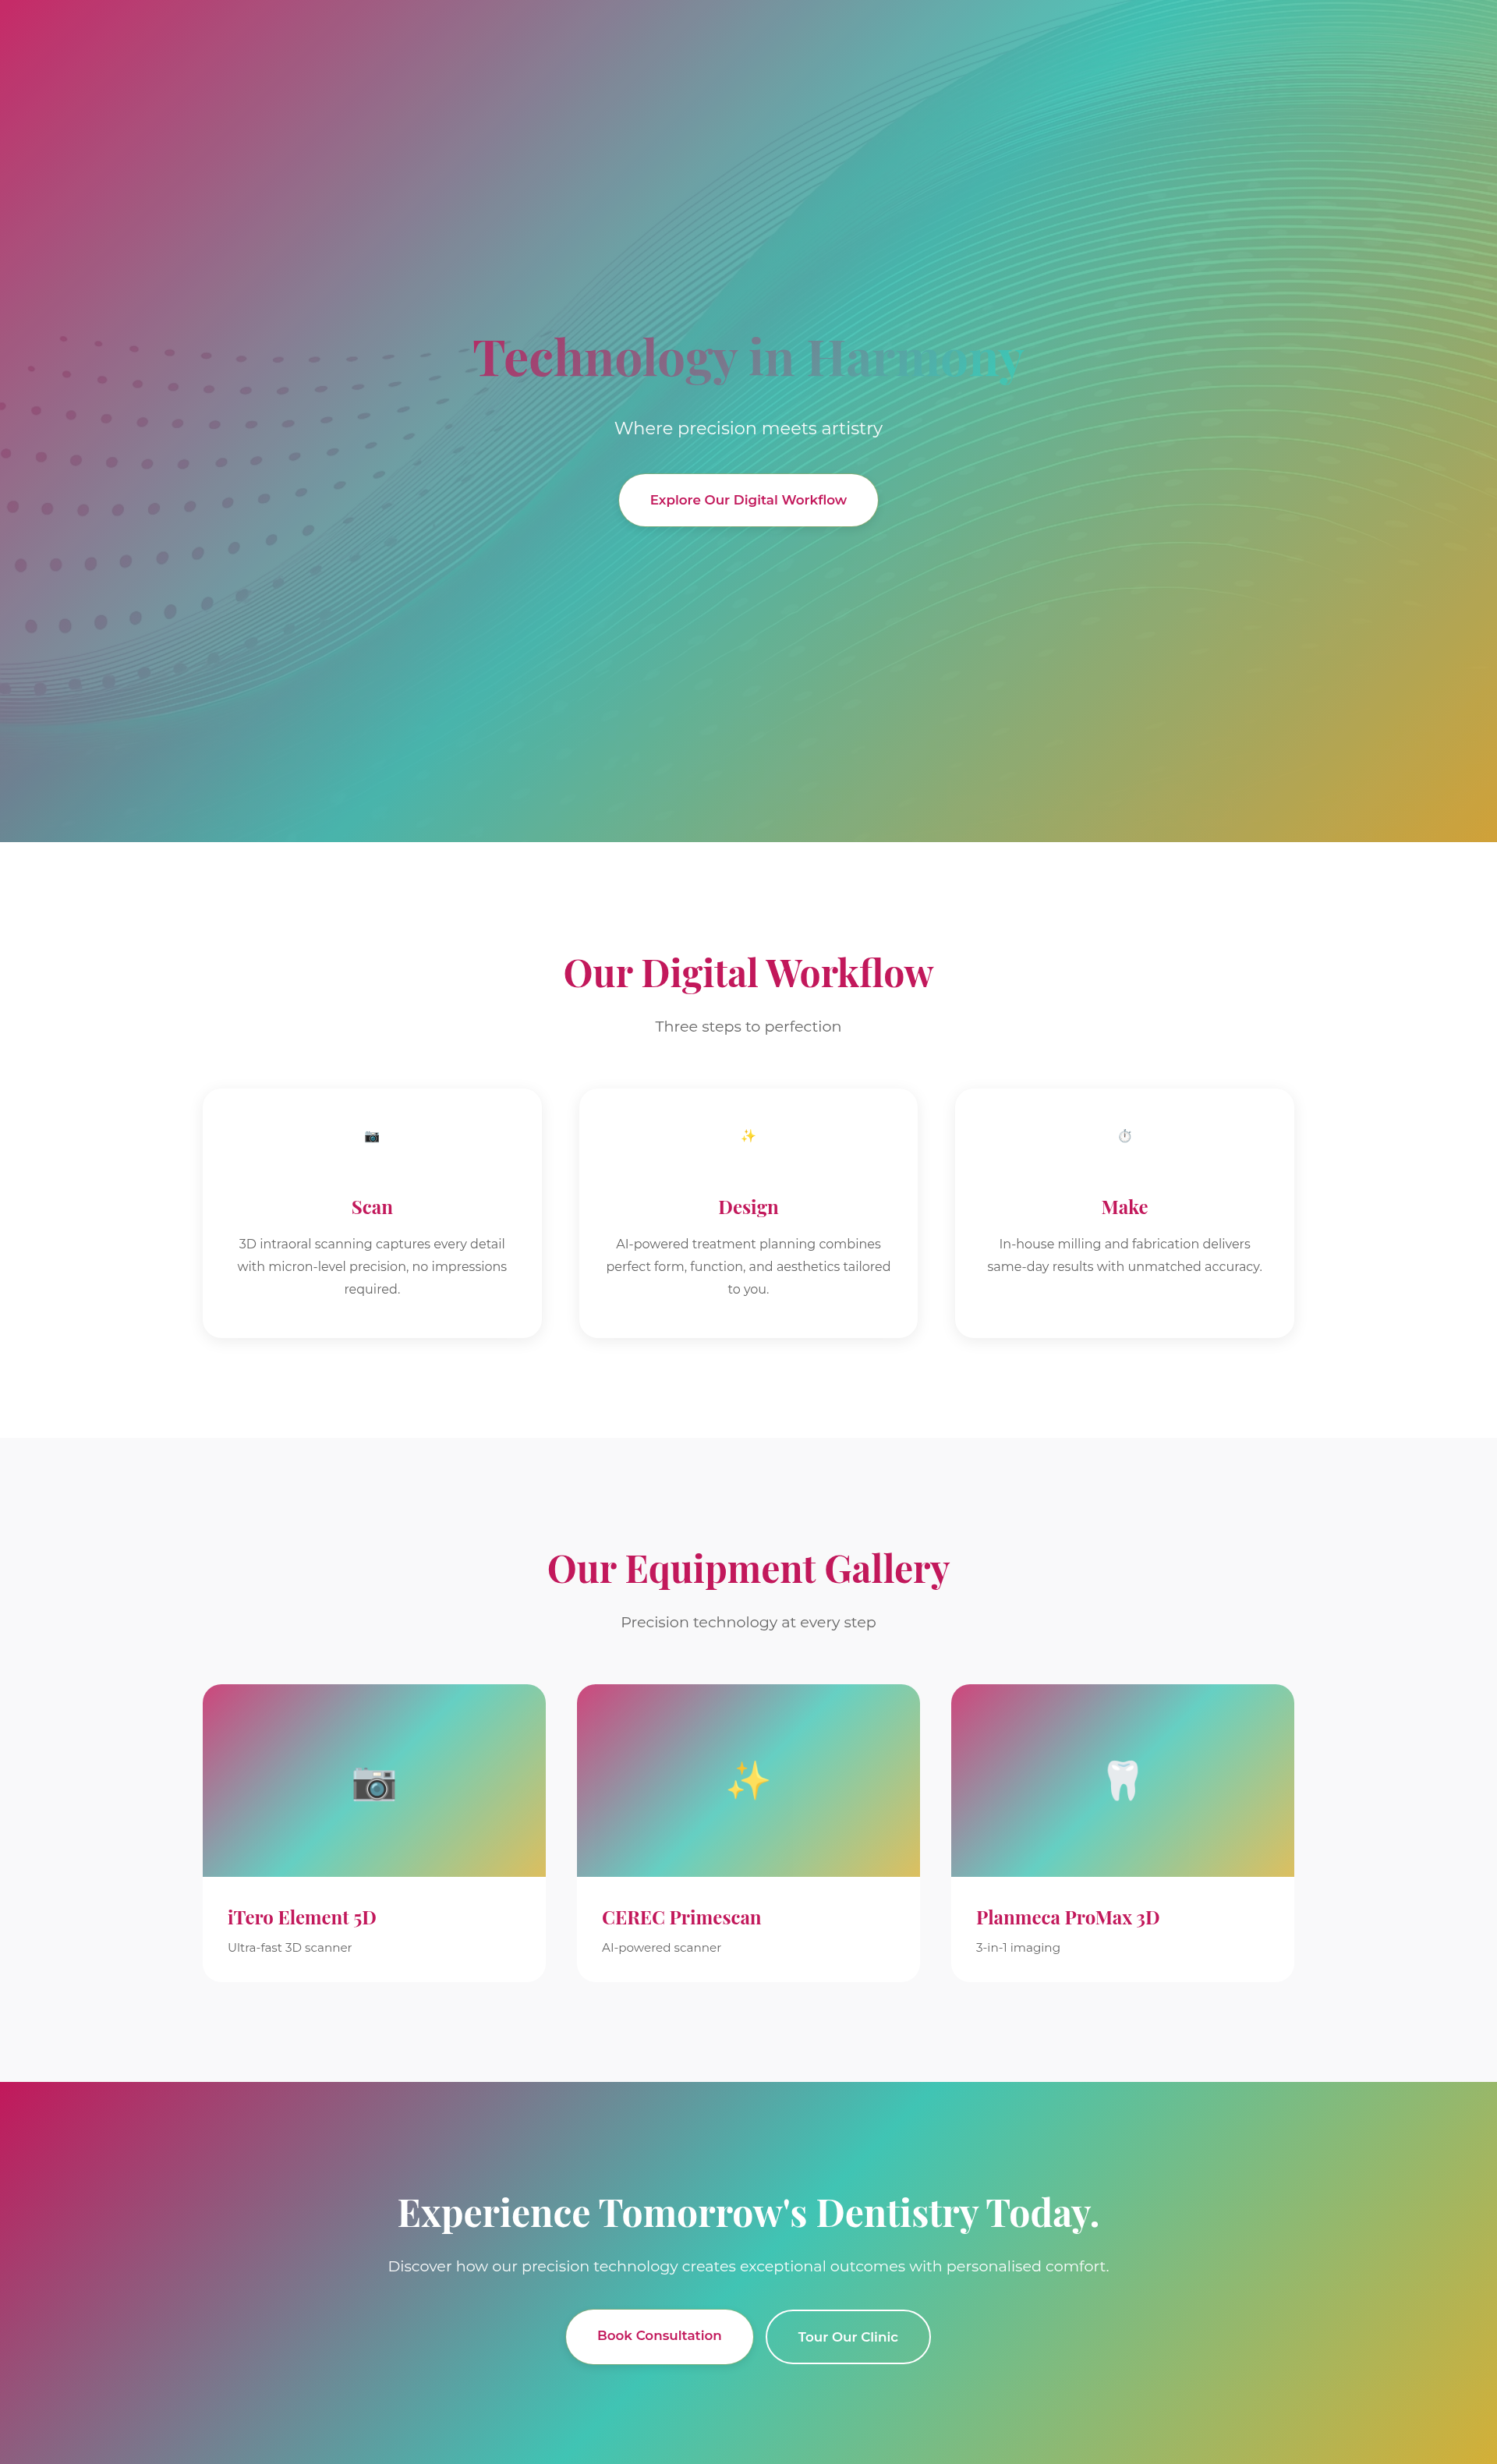 Technology in Harmony
Where precision meets artistry
Explore Our Digital Workflow
Our Digital Workflow
Three steps to perfection
Scan
3D intraoral scanning captures every detail
with micron-level precision, no impressions
required.
Design
AI-powered treatment planning combines
perfect form, function, and aesthetics tailored
to you.
Make
In-house milling and fabrication delivers
same-day results with unmatched accuracy.
Our Equipment Gallery
Precision technology at every step
iTero Element 5D
Ultra-fast 3D scanner
CEREC Primescan
AI-powered scanner
Planmeca ProMax 3D
3-in-1 imaging
Experience Tomorrow's Dentistry Today.
Discover how our precision technology creates exceptional outcomes with personalised comfort.
Book Consultation
Tour Our Clinic